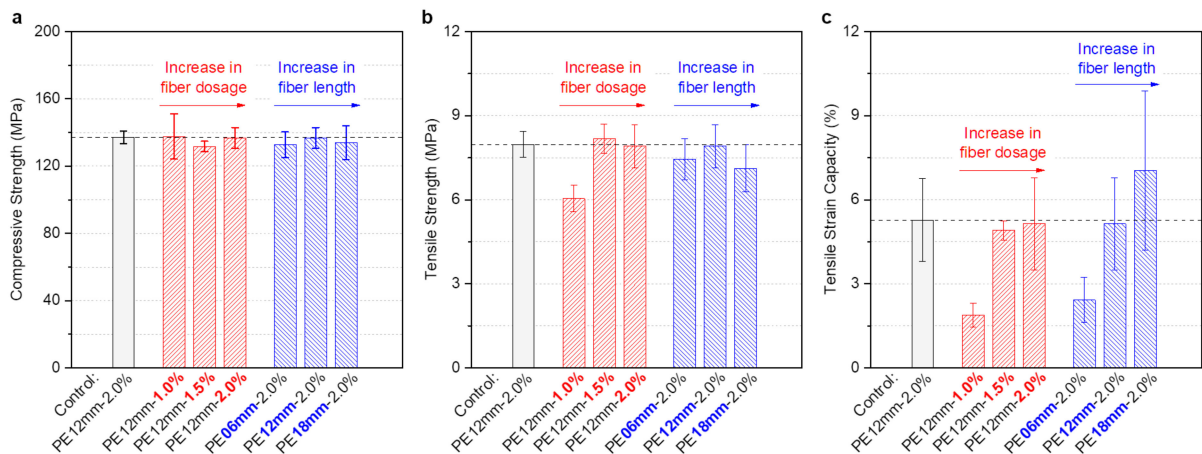 a
Compressive Strength (MPa)
200
160
120
80
40
0
Increase in
fiber dosage
Increase in
fiber length
Control:
PE12mm-2.0%
PE12mm-1.0%
PE12mm-1.5%
PE12mm-2.0%
PE06mm-2.0%
PE12mm-2.0%
PE18mm-2.0%
b
Tensile Strength (MPa)
12
9
6
3
0
Increase in
fiber dosage
Increase in
fiber length
Control:
PE12mm-2.0%
PE12mm-1.0%
PE12mm-1.5%
PE12mm-2.0%
PE06mm-2.0%
PE12mm-2.0%
PE18mm-2.0%
c
Tensile Strain Capacity (%)
12
9
6
3
0
Increase in
fiber dosage
Increase in
fiber length
Control:
PE12mm-2.0%
PE12mm-1.0%
PE12mm-1.5%
PE12mm-2.0%
PE06mm-2.0%
PE12mm-2.0%
PE18mm-2.0%